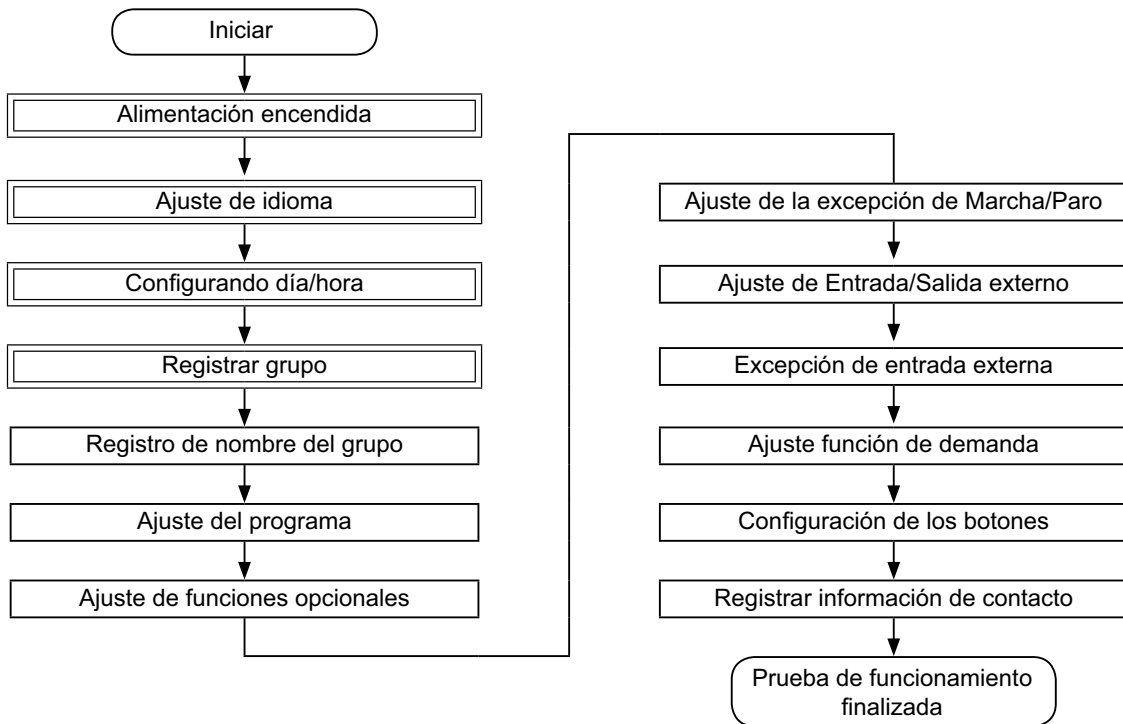 Iniciar
Alimentación encendida
Ajuste de idioma
Configurando día/hora
Registrar grupo
Registro de nombre del grupo
Ajuste del programa
Ajuste de funciones opcionales
Ajuste de la excepción de Marcha/Paro
Ajuste de Entrada/Salida externo
Excepción de entrada externa
Ajuste función de demanda
Configuración de los botones
Registrar información de contacto
Prueba de funcionamiento
finalizada